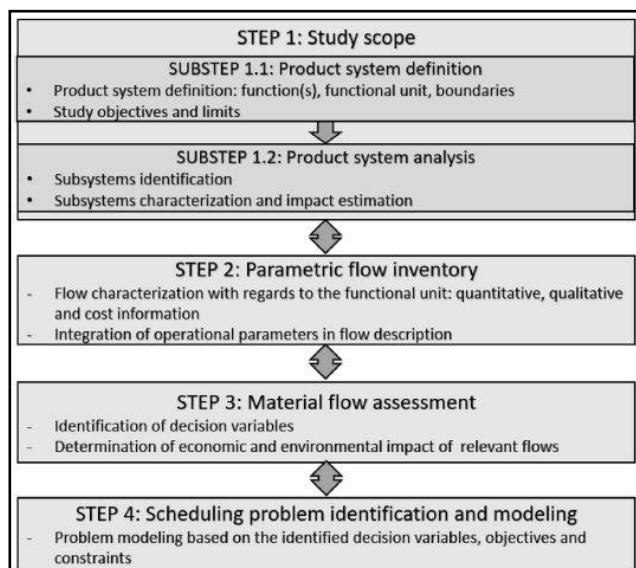 STEP 1: Study scope
SUBSTEP 1.1: Product system definition
• Product system definition: function(s), functional unit, boundaries
• Study objectives and limits
SUBSTEP 1.2: Product system analysis
• Subsystems identification
• Subsystems characterization and impact estimation
STEP 2: Parametric flow inventory
- Flow characterization with regards to the functional unit: quantitative, qualitative
and cost information
- Integration of operational parameters in flow description
STEP 3: Material flow assessment
- Identification of decision variables
- Determination of economic and environmental impact of relevant flows
STEP 4: Scheduling problem identification and modeling
- Problem modeling based on the identified decision variables, objectives and
constraints